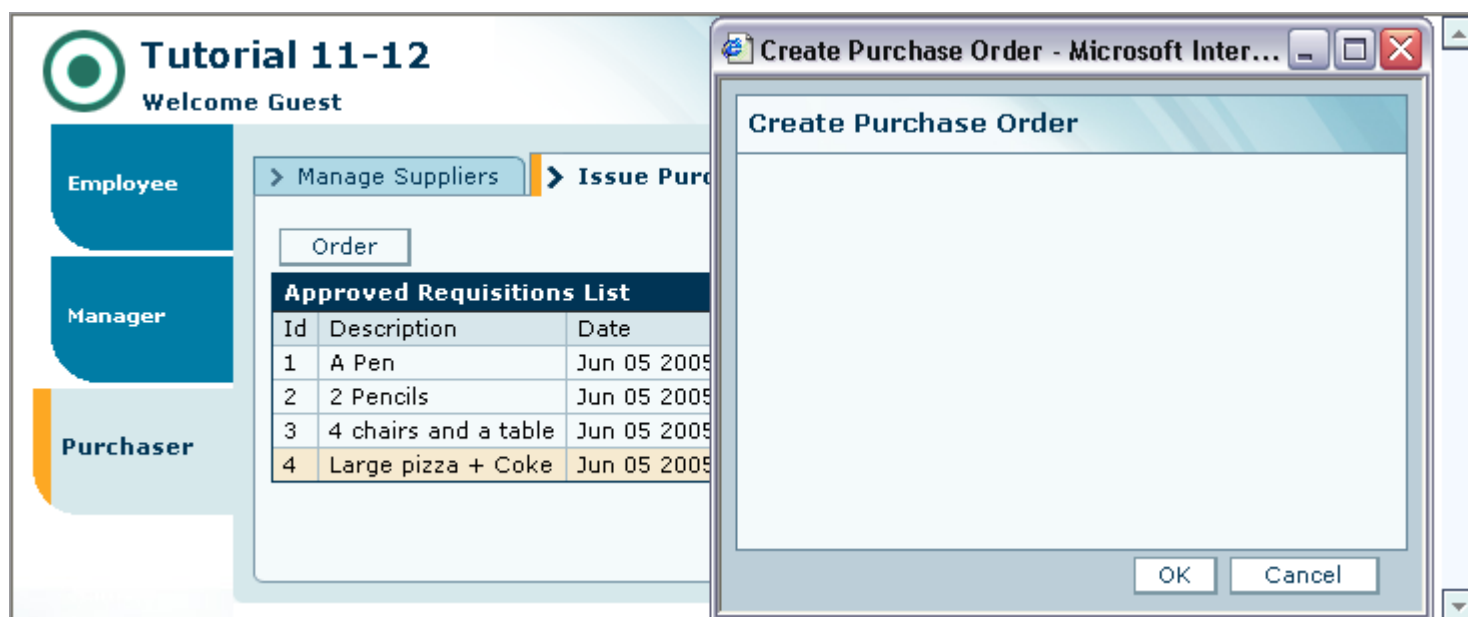 Tutorial 11-12
Welcome Guest
Employee
Manager
Purchaser
Manage Suppliers
Issue Purc
Order
Approved Requisitions List
Id Description Date
1 A Pen Jun 05 2005
2 2 Pencils Jun 05 2005
3 4 chairs and a table Jun 05 2005
4 Large pizza + Coke Jun 05 2005
Create Purchase Order - Microsoft Inter...
Create Purchase Order
OK Cancel